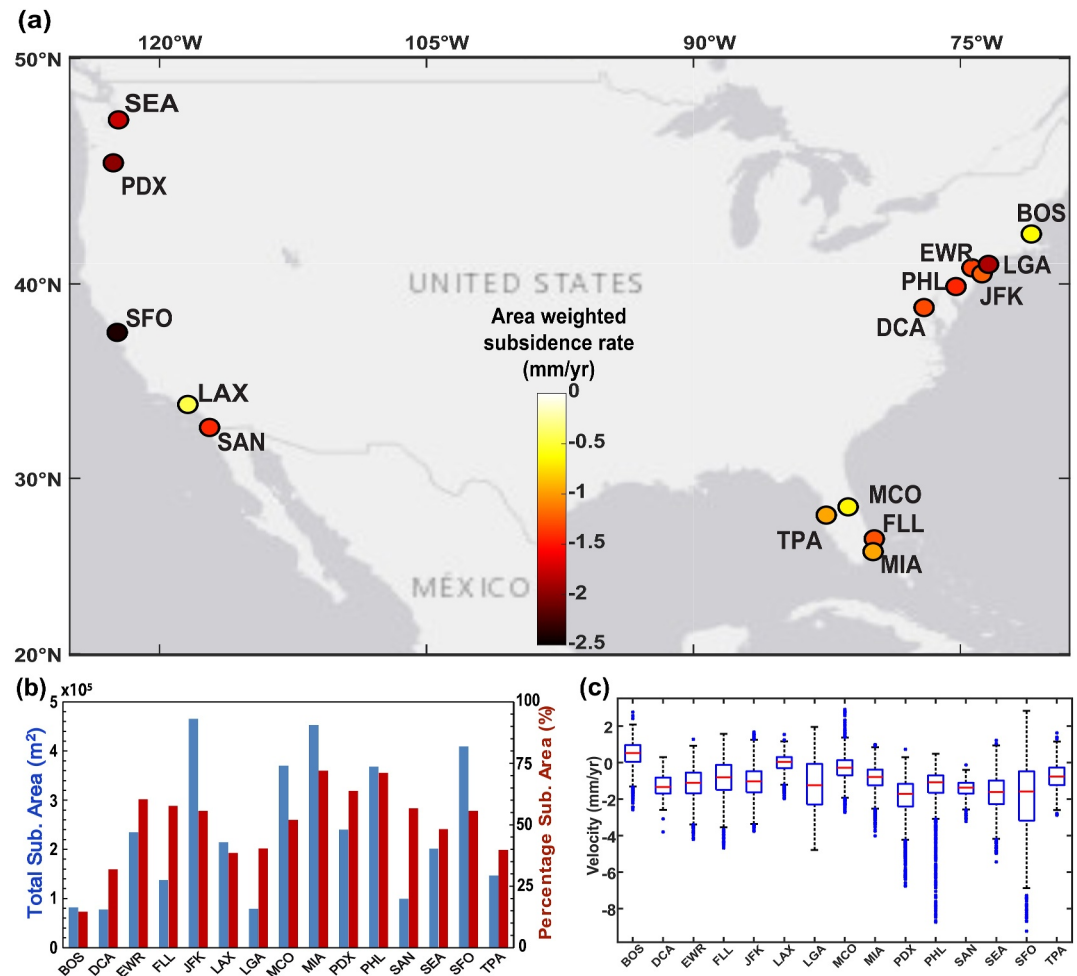 (a)
120°W 105°W 90°W 75°W
50°N
SEA
PDX
BOS
EWR
LGA
40°N
UNITED STATES
PHL
JFK
SFO
Area weighted
DCA
subsidence rate
(mm/yr)
LAX
0
SAN
-0.5
30°N
MCO
-1
FLL
TPA
-1.5
MIA
MÉXICO
-2
-2.5
20°N
(b)
x10⁵
5
4
3
2
1
0
Total Sub. Area (m²)
100
75
50
25
0
Percentage Sub. Area (%)
BOS DCA EWR FLL JFK LAX LGA MCO MIA PDX PHL SAN SEA SFO TPA
(c)
2
0
-2
-4
-6
-8
Velocity (mm/yr)
BOS DCA EWR FLL JFK LAX LGA MCO MIA PDX PHL SAN SEA SFO TPA